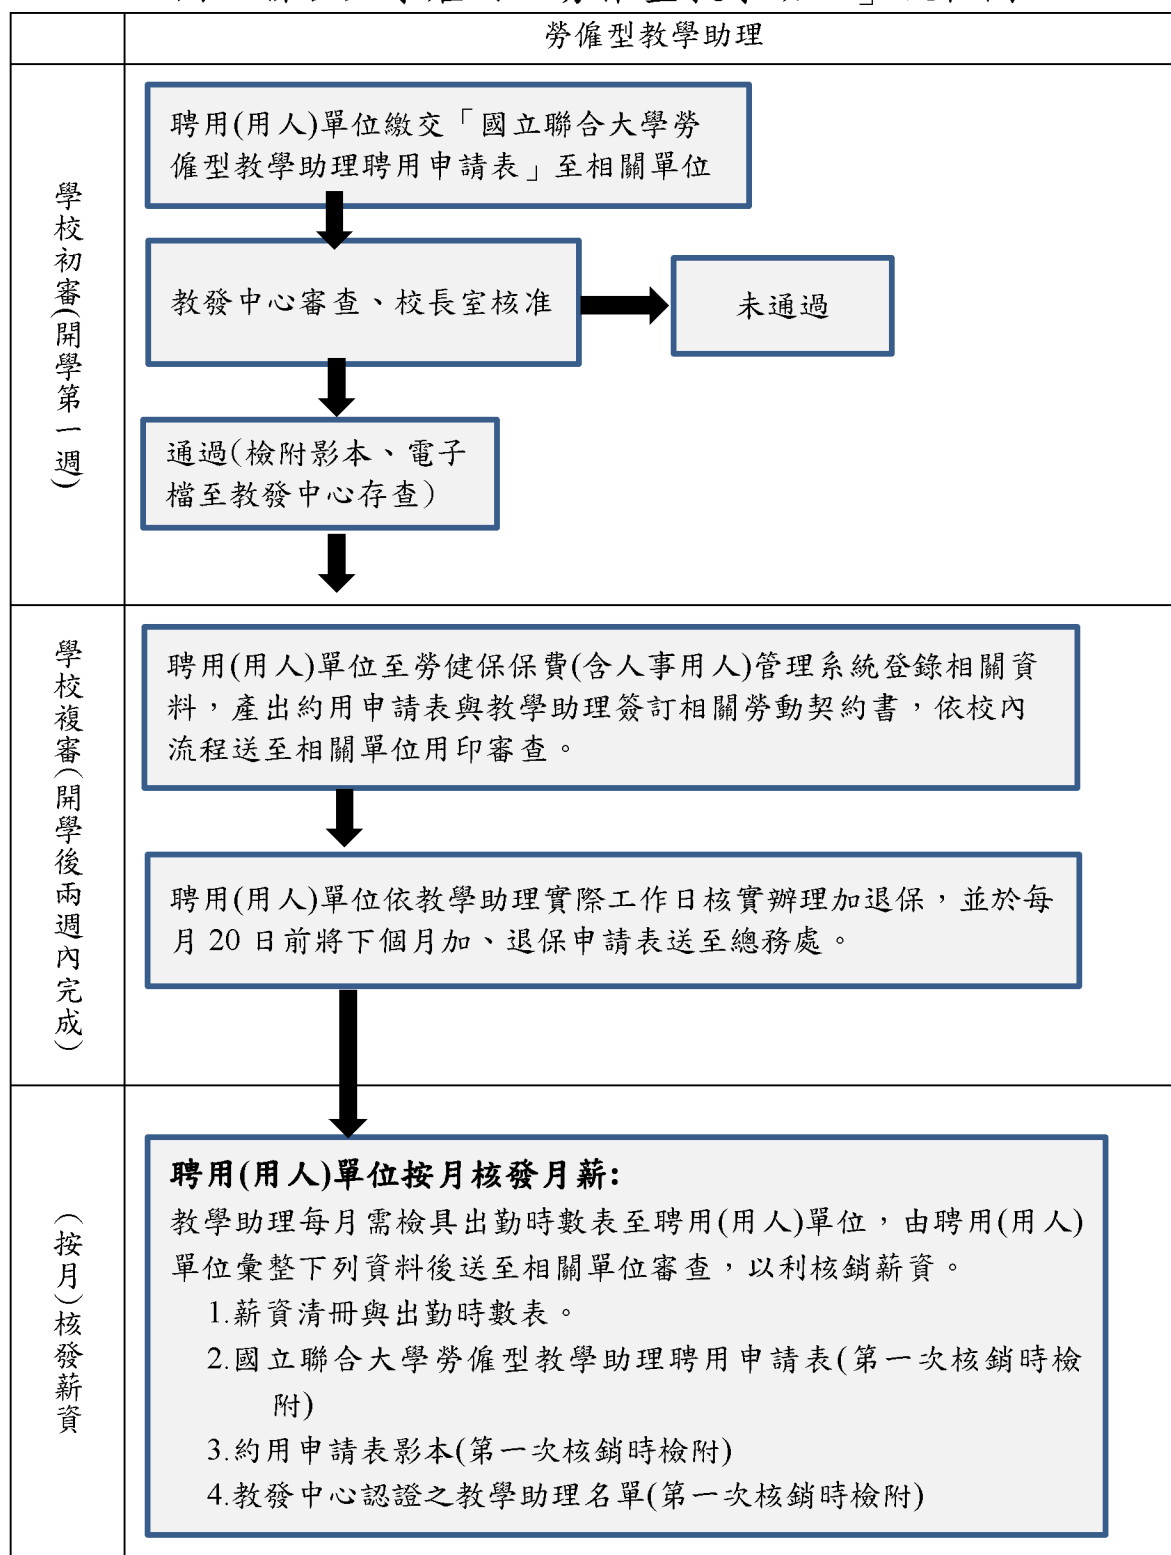 勞僱型教學助理
學校初審(開學第一週)
聘用(用人)單位繳交「國立聯合大學勞
僱型教學助理聘用申請表」至相關單位
教發中心審查、校長室核准
未通過
通過(檢附影本、電子
檔至教發中心存查)
學校複審(開學後兩週內完成)
聘用(用人)單位至勞健保保費(含人事用人)管理系統登錄相關資
料，產出約用申請表與教學助理簽訂相關勞動契約書，依校內
流程送至相關單位用印審查。
聘用(用人)單位依教學助理實際工作日核實辦理加退保，並於每
月 20 日前將下個月加、退保申請表送至總務處。
(按月)核發薪資
聘用(用人)單位按月核發月薪:
教學助理每月需檢具出勤時數表至聘用(用人)單位，由聘用(用人)
單位彙整下列資料後送至相關單位審查，以利核銷薪資。
1.薪資清冊與出勤時數表。
2.國立聯合大學勞僱型教學助理聘用申請表(第一次核銷時檢
附)
3.約用申請表影本(第一次核銷時檢附)
4.教發中心認證之教學助理名單(第一次核銷時檢附)